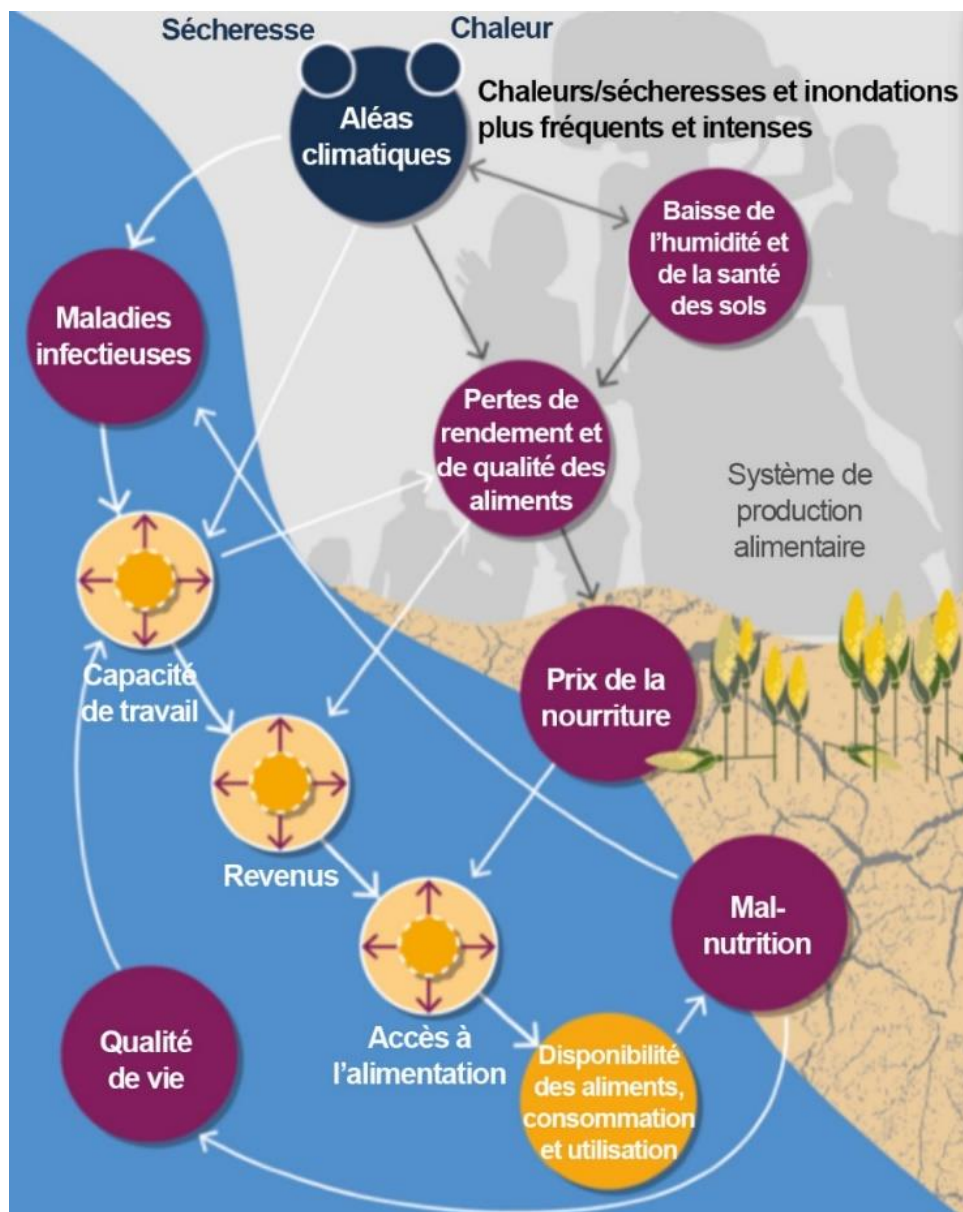 Sécheresse
Chaleur
Aléas
climatiques
Chaleurs/sécheresses et inondations
plus fréquents et intenses
Baisse de
l'humidité et
de la santé
des sols
Maladies
infectieuses
Pertes de
rendement et
de qualité des
aliments
Système de
production
alimentaire
Capacité
de travail
Prix de la
nourriture
Revenus
Mal-
nutrition
Qualité
de vie
Accès à
l'alimentation
Disponibilité
des aliments,
consommation
et utilisation